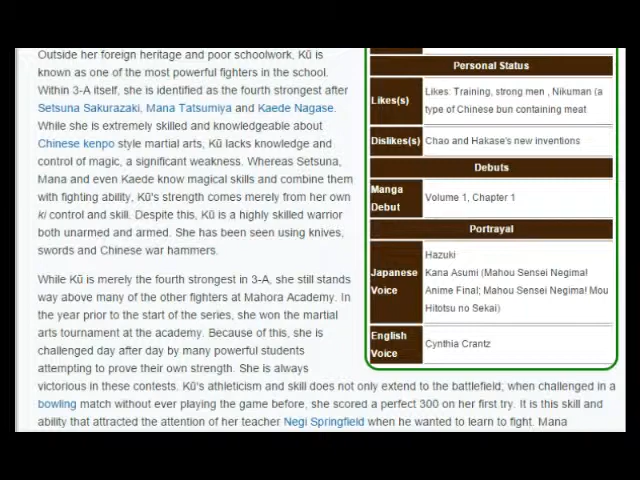 Outside her foreign heritage and poor schoolwork, Kū is
known as one of the most powerful fighters in the school.
Within 3-A itself, she is identified as the fourth strongest after
Setsuna Sakurazaki, Mana Tatsumiya and Kaede Nagase.
While she is extremely skilled and knowledgeable about
Chinese kenpo style martial arts, Kū lacks knowledge and
control of magic, a significant weakness. Whereas Setsuna,
Mana and even Kaede know magical skills and combine them
with fighting ability, Kū's strength comes merely from her own
ki control and skill. Despite this, Kū is a highly skilled warrior
both unarmed and armed. She has been seen using knives,
swords and Chinese war hammers.
While Kū is merely the fourth strongest in 3-A, she still stands
way above many of the other fighters at Mahora Academy. In
the year prior to the start of the series, she won the martial
arts tournament at the academy. Because of this, she is
challenged day after day by many powerful students
attempting to prove their own strength. She is always
victorious in these contests. Kū's athleticism and skill does not only extend to the battlefield, when challenged in a
bowling match without ever playing the game before, she scored a perfect 300 on her first try. It is this skill and
ability that attracted the attention of her teacher Negi Springfield when he wanted to learn to fight. Mana
Personal Status
Likes(s)
Likes: Training, strong men , Nikuman (a
type of Chinese bun containing meat
Dislikes(s) Chao and Hakase's new inventions
Debuts
Manga
Debut
Volume 1, Chapter 1
Portrayal
Japanese
Voice
Hazuki
Kana Asumi (Mahou Sensei Negima!
Anime Final; Mahou Sensei Negima! Mou
Hitotsu no Sekai)
English
Voice
Cynthia Crantz